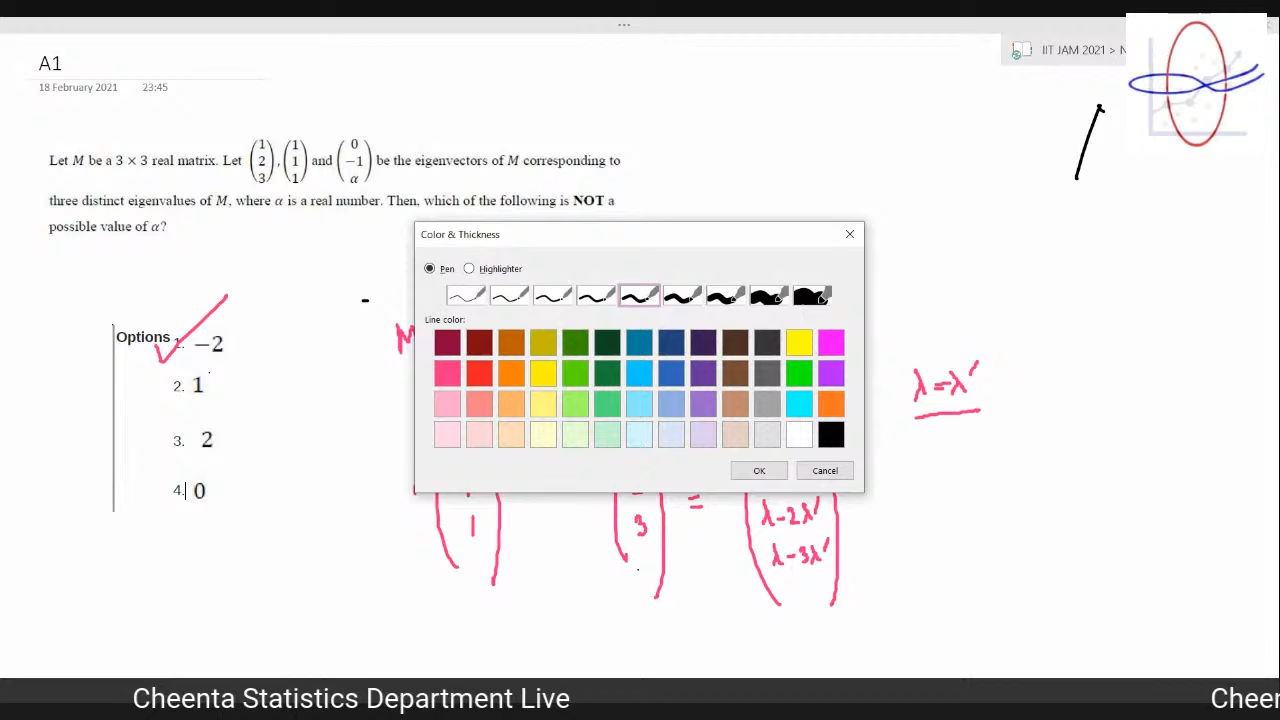 A1
18 February 2021 23:45
IIT JAM 2021 > N
Let M be a 3 × 3 real matrix. Let (1 2 3), (1 1 1) and (0 −1 α) be the eigenvectors of M corresponding to
three distinct eigenvalues of M, where α is a real number. Then, which of the following is NOT a
possible value of α?
Color & Thickness
Pen Highlighter
Line color:
OK Cancel
Options 1. −2
2. 1
3. 2
4. 0
M
λ = -λ′
1 3 = λ-2λ′
λ-3λ′
Cheenta Statistics Department Live
Cheen